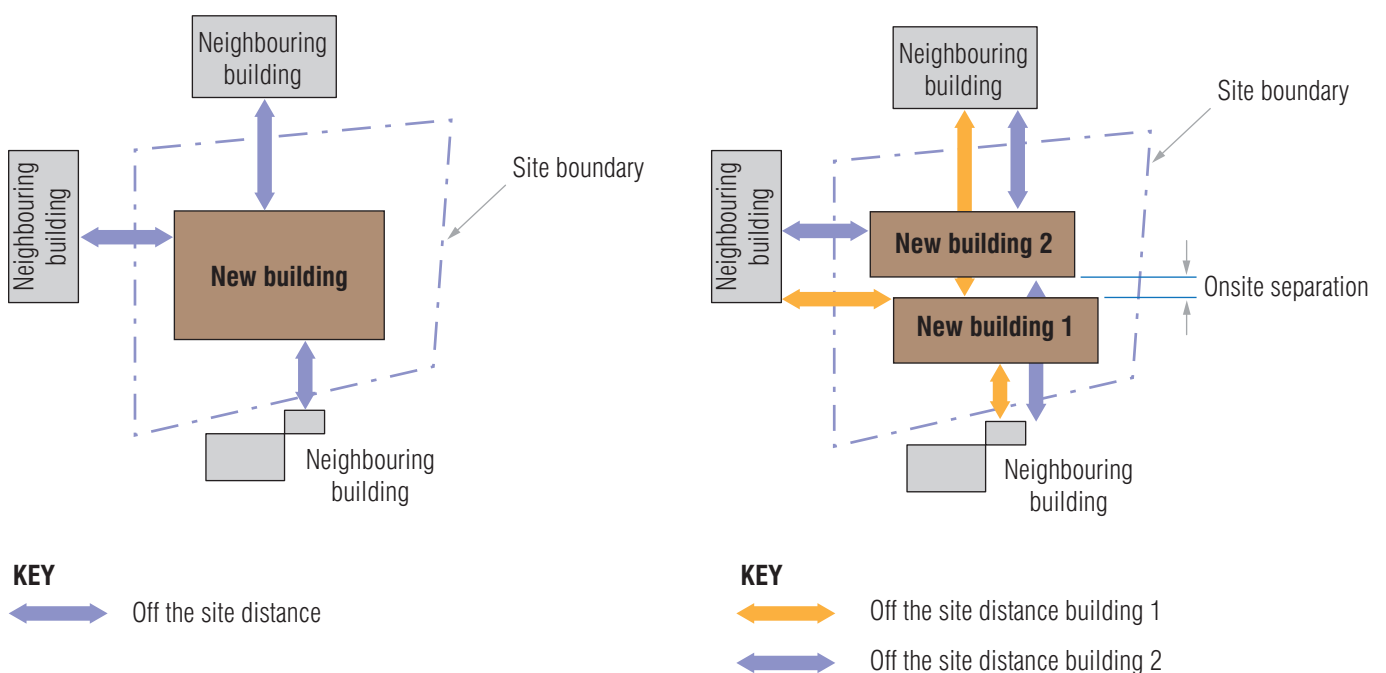 Neighbouring
building
Neighbouring
building
Site boundary
New building
Neighbouring
building
KEY
Off the site distance
Neighbouring
building
Site boundary
Neighbouring
building
New building 2
Onsite separation
New building 1
Neighbouring
building
KEY
Off the site distance building 1
Off the site distance building 2